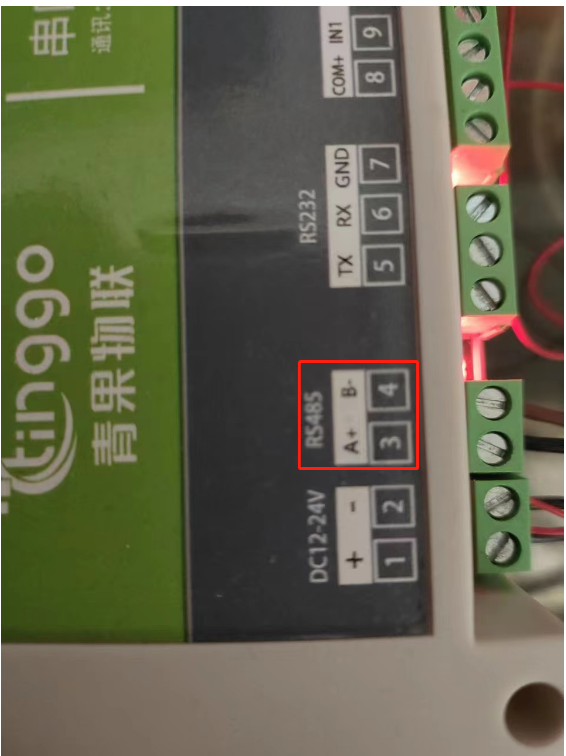 串
通讯
tinggo
青果物联
COM+ IN1
8 9
RS232
TX RX GND
5 6 7
RS485
A+ B-
3 4
DC12-24V
+ -
1 2